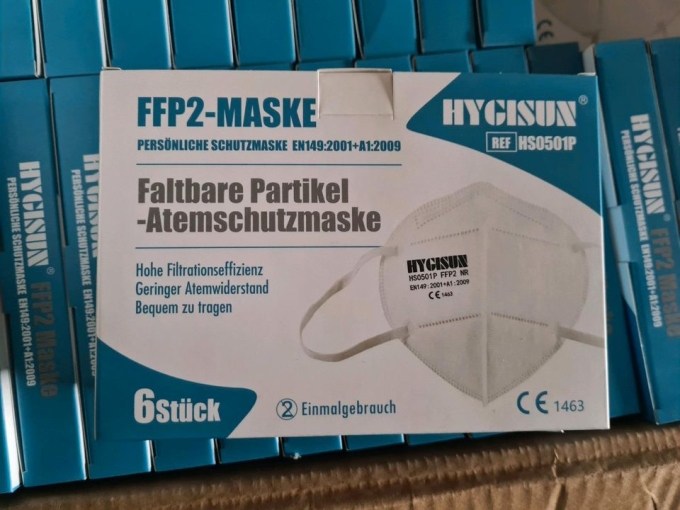 FFP2-MASKE
PERSÖNLICHE SCHUTZMASKE EN149:2001+A1:2009
HYGISUN®
REF HS0501P
Faltbare Partikel
-Atemschutzmaske
Hohe Filtrationseffizienz
Geringer Atemwiderstand
Bequem zu tragen
HYGISUN
HS0501P FFP2 NR
EN149:2001+A1:2009
CE 1463
6Stück
2 Einmalgebrauch
CE 1463
HYGISUN® FFP2 Maske
PERSÖNLICHE SCHUTZMASKE EN149:2001+A1:2009
HYGISUN® FFP2 Maske
PERSÖNLICHE SCHUTZMASKE EN149:2001+A1:2009